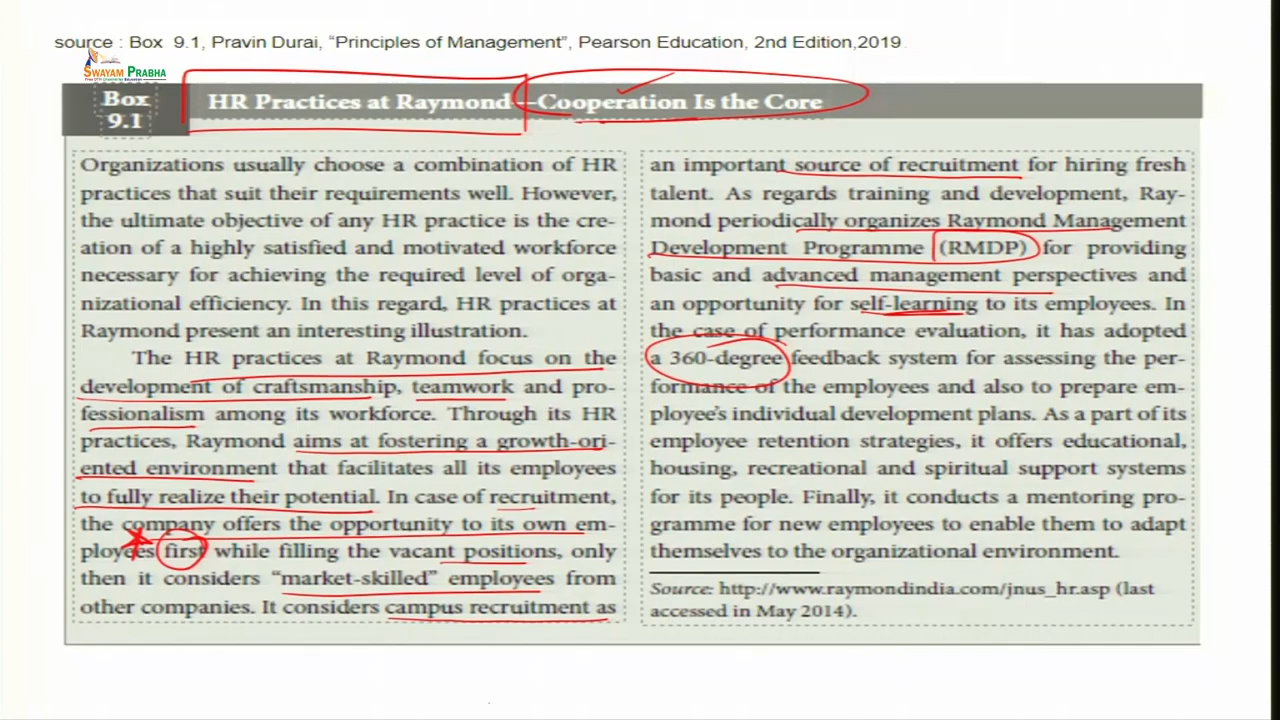 source : Box 9.1, Pravin Durai, “Principles of Management”, Pearson Education, 2nd Edition,2019
SWAYAM PRABHA
Box
9.1
HR Practices at Raymond—Cooperation Is the Core
Organizations usually choose a combination of HR
practices that suit their requirements well. However,
the ultimate objective of any HR practice is the cre-
ation of a highly satisfied and motivated workforce
necessary for achieving the required level of orga-
nizational efficiency. In this regard, HR practices at
Raymond present an interesting illustration.
The HR practices at Raymond focus on the
development of craftsmanship, teamwork and pro-
fessionalism among its workforce. Through its HR
practices, Raymond aims at fostering a growth-ori-
ented environment that facilitates all its employees
to fully realize their potential. In case of recruitment,
the company offers the opportunity to its own em-
ployees first while filling the vacant positions, only
then it considers “market-skilled” employees from
other companies. It considers campus recruitment as
an important source of recruitment for hiring fresh
talent. As regards training and development, Ray-
mond periodically organizes Raymond Management
Development Programme (RMDP) for providing
basic and advanced management perspectives and
an opportunity for self-learning to its employees. In
the case of performance evaluation, it has adopted
a 360-degree feedback system for assessing the per-
formance of the employees and also to prepare em-
ployee’s individual development plans. As a part of its
employee retention strategies, it offers educational,
housing, recreational and spiritual support systems
for its people. Finally, it conducts a mentoring pro-
gramme for new employees to enable them to adapt
themselves to the organizational environment.
Source: http://www.raymondindia.com/jnus_hr.asp (last
accessed in May 2014).